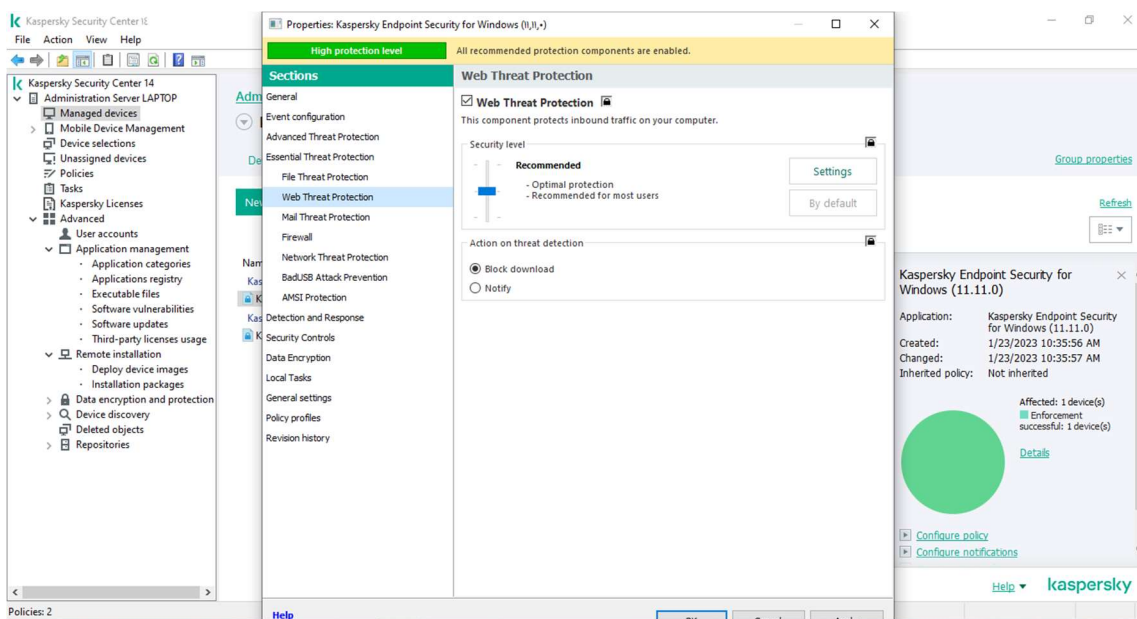 Kaspersky Security Center
File Action View Help
Kaspersky Security Center 14
Administration Server LAPTOP
Managed devices
Mobile Device Management
Device selections
Unassigned devices
Policies
Tasks
Kaspersky Licenses
Advanced
User accounts
Application management
Application categories
Applications registry
Executable files
Software vulnerabilities
Software updates
Third-party licenses usage
Remote installation
Deploy device images
Installation packages
Data encryption and protection
Device discovery
Deleted objects
Repositories
Policies: 2
Properties: Kaspersky Endpoint Security for Windows
High protection level
All recommended protection components are enabled.
Sections
General
Event configuration
Advanced Threat Protection
Essential Threat Protection
File Threat Protection
Web Threat Protection
Mail Threat Protection
Firewall
Network Threat Protection
BadUSB Attack Prevention
AMSI Protection
Detection and Response
Security Controls
Data Encryption
Local Tasks
General settings
Policy profiles
Revision history
Help
Web Threat Protection
Web Threat Protection
This component protects inbound traffic on your computer.
Security level
Recommended
- Optimal protection
- Recommended for most users
Settings
By default
Action on threat detection
Block download
Notify
Group properties
Refresh
Kaspersky Endpoint Security for
Windows (11.11.0)
Application: Kaspersky Endpoint Security
for Windows (11.11.0)
Created: 1/23/2023 10:35:56 AM
Changed: 1/23/2023 10:35:57 AM
Inherited policy: Not inherited
Affected: 1 device(s)
Enforcement
successful: 1 device(s)
Details
Configure policy
Configure notifications
Help
kaspersky